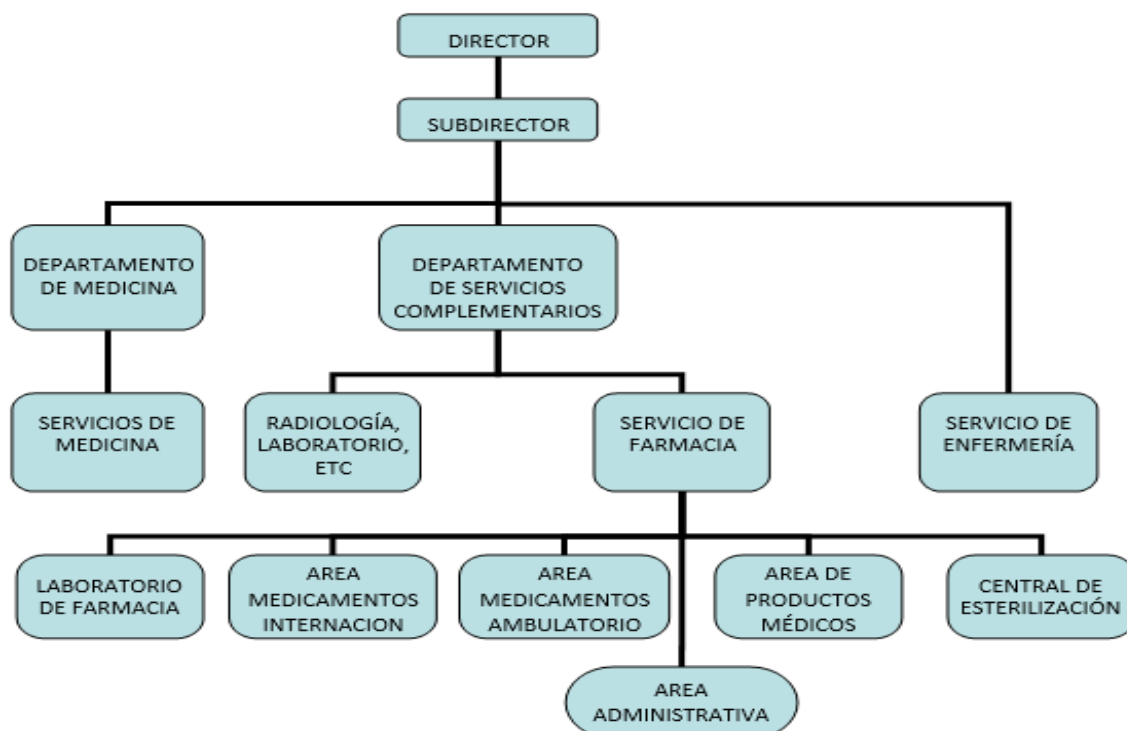 DIRECTOR
SUBDIRECTOR
DEPARTAMENTO
DE MEDICINA
DEPARTAMENTO
DE SERVICIOS
COMPLEMENTARIOS
SERVICIOS DE
MEDICINA
RADIOLOGÍA,
LABORATORIO,
ETC
SERVICIO DE
FARMACIA
SERVICIO DE
ENFERMERÍA
LABORATORIO
DE FARMACIA
AREA
MEDICAMENTOS
INTERNACION
AREA
MEDICAMENTOS
AMBULATORIO
AREA DE
PRODUCTOS
MÉDICOS
CENTRAL DE
ESTERILIZACIÓN
AREA
ADMINISTRATIVA